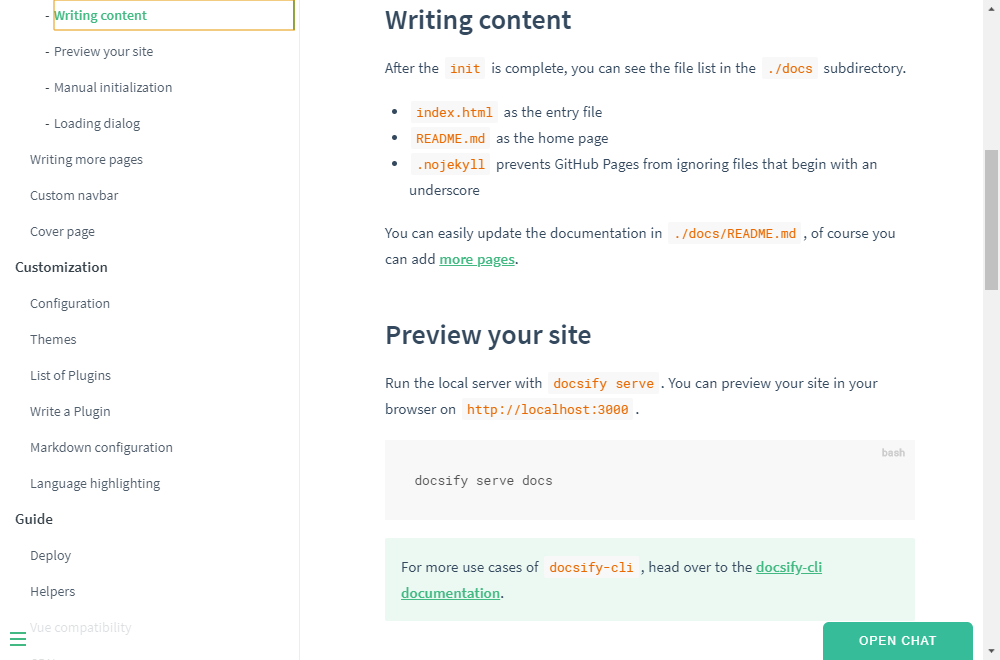 - Writing content
- Preview your site
- Manual initialization
- Loading dialog
Writing more pages
Custom navbar
Cover page
Customization
Configuration
Themes
List of Plugins
Write a Plugin
Markdown configuration
Language highlighting
Guide
Deploy
Helpers
Vue compatibility
Writing content
After the init is complete, you can see the file list in the ./docs subdirectory.
• index.html as the entry file
• README.md as the home page
• .nojekyll prevents GitHub Pages from ignoring files that begin with an
underscore
You can easily update the documentation in ./docs/README.md , of course you
can add more pages.
Preview your site
Run the local server with docsify serve . You can preview your site in your
browser on http://localhost:3000 .
bash
docsify serve docs
For more use cases of docsify-cli , head over to the docsify-cli
documentation.
OPEN CHAT